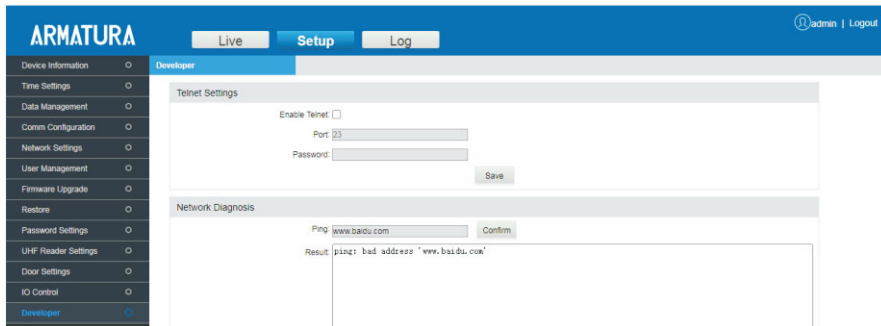 ARMATURA
Live Setup Log
admin | Logout
Device Information
Time Settings
Data Management
Comm Configuration
Network Settings
User Management
Firmware Upgrade
Restore
Password Settings
UHF Reader Settings
Door Settings
IO Control
Developer
Developer
Telnet Settings
Enable Telnet:
Port: 23
Password:
Save
Network Diagnosis
Ping: www.baidu.com Confirm
Result: ping: bad address 'www.baidu.com'